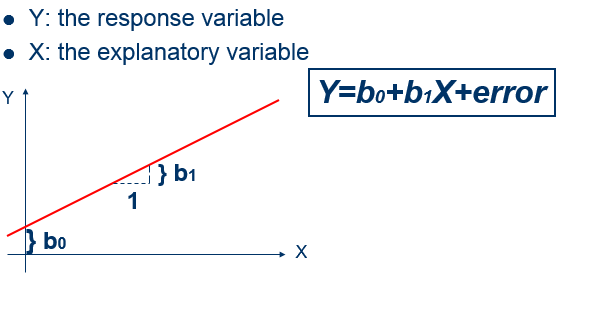 ● Y: the response variable
● X: the explanatory variable
Y=b0+b1X+error
Y
} b1
1
} b0
X